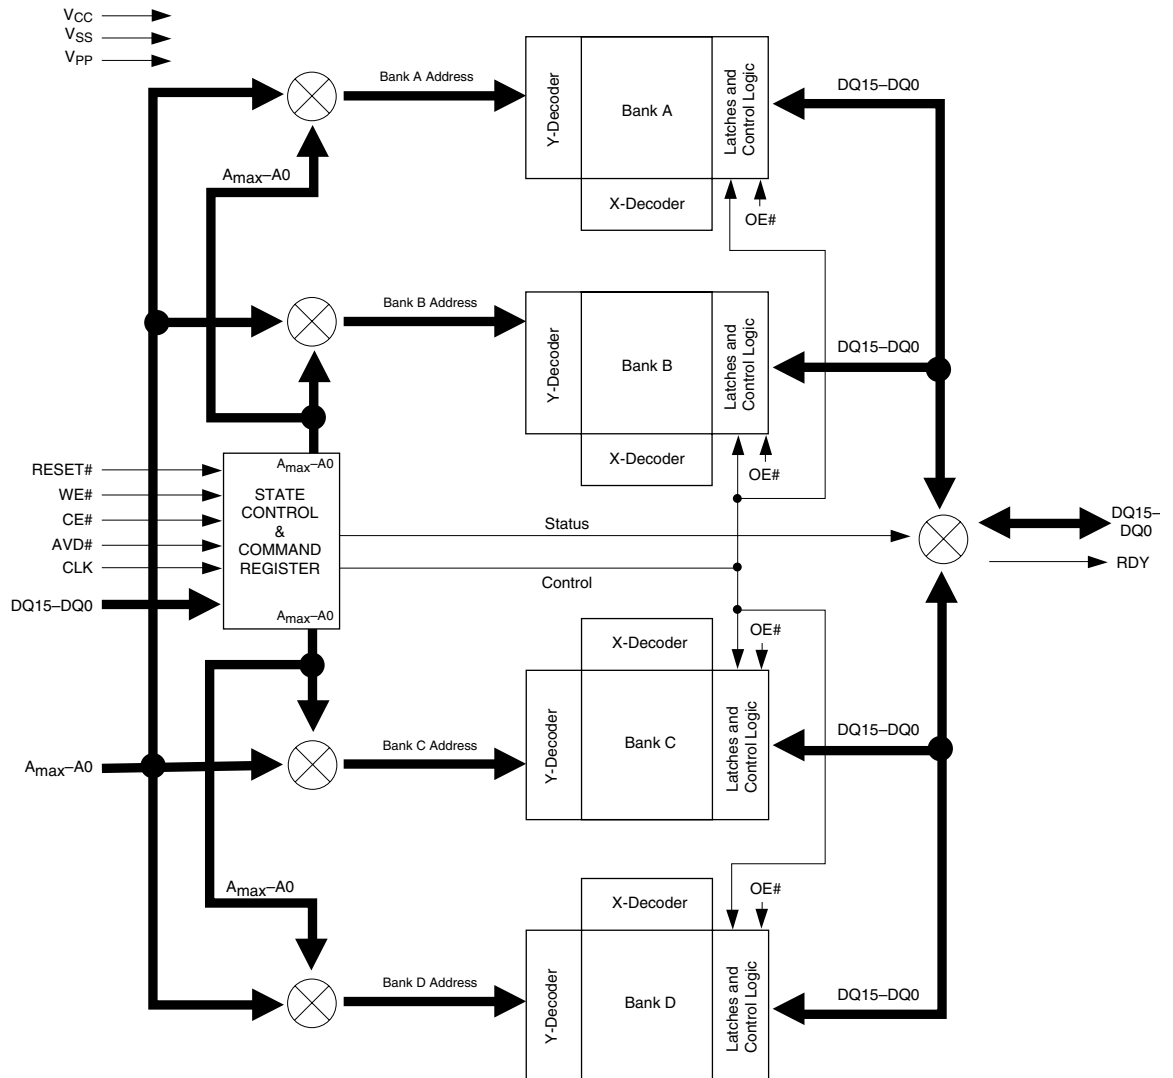 VCC
VSS
VPP
Bank A Address
Y-Decoder
Bank A
Latches and
Control Logic
DQ15–DQ0
Amax–A0
X-Decoder
OE#
Bank B Address
Y-Decoder
Bank B
Latches and
Control Logic
DQ15–DQ0
X-Decoder
OE#
RESET#
WE#
CE#
AVD#
CLK
DQ15–DQ0
Amax–A0
STATE
CONTROL
&
COMMAND
REGISTER
Amax–A0
Status
Control
DQ15–
DQ0
RDY
X-Decoder
OE#
Bank C Address
Y-Decoder
Bank C
Latches and
Control Logic
DQ15–DQ0
Amax–A0
Amax–A0
X-Decoder
OE#
Bank D Address
Y-Decoder
Bank D
Latches and
Control Logic
DQ15–DQ0